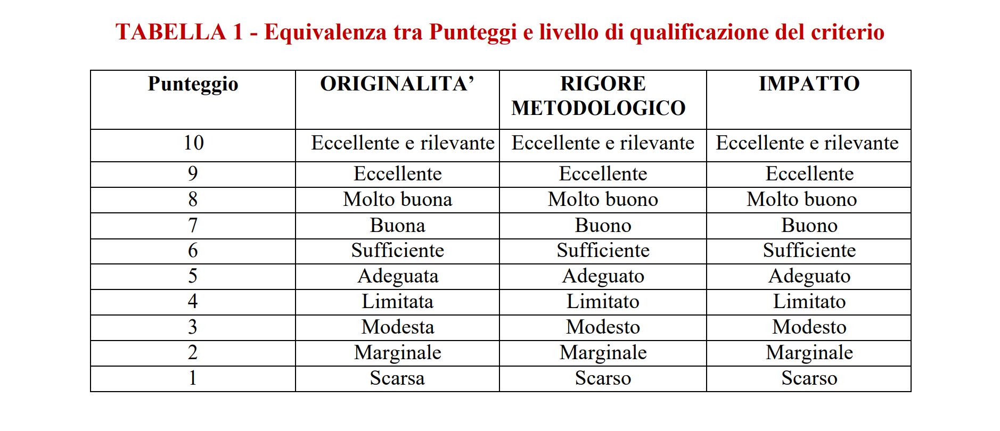 TABELLA 1 - Equivalenza tra Punteggi e livello di qualificazione del criterio
Punteggio ORIGINALITA’ RIGORE METODOLOGICO IMPATTO
10 Eccellente e rilevante Eccellente e rilevante Eccellente e rilevante
9 Eccellente Eccellente Eccellente
8 Molto buona Molto buono Molto buono
7 Buona Buono Buono
6 Sufficiente Sufficiente Sufficiente
5 Adeguata Adeguato Adeguato
4 Limitata Limitato Limitato
3 Modesta Modesto Modesto
2 Marginale Marginale Marginale
1 Scarsa Scarso Scarso